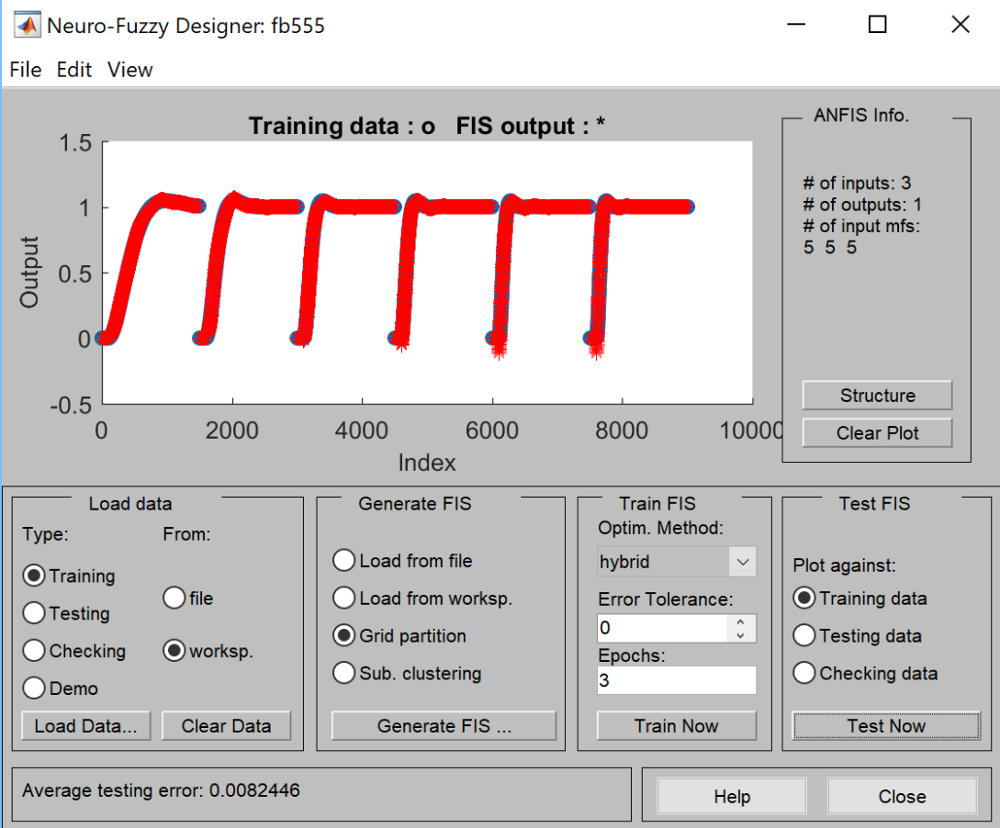 Neuro-Fuzzy Designer: fb555
File Edit View
Training data : o FIS output : *
1.5
1
0.5
0
-0.5
Output
0 2000 4000 6000 8000 10000
Index
ANFIS Info.
# of inputs: 3
# of outputs: 1
# of input mfs:
5 5 5
Structure
Clear Plot
Load data
Type: From:
Training
file
Testing
Checking
worksp.
Demo
Load Data... Clear Data
Generate FIS
Load from file
Load from worksp.
Grid partition
Sub. clustering
Generate FIS ...
Train FIS
Optim. Method:
hybrid
Error Tolerance:
0
Epochs:
3
Train Now
Test FIS
Plot against:
Training data
Testing data
Checking data
Test Now
Average testing error: 0.0082446
Help Close